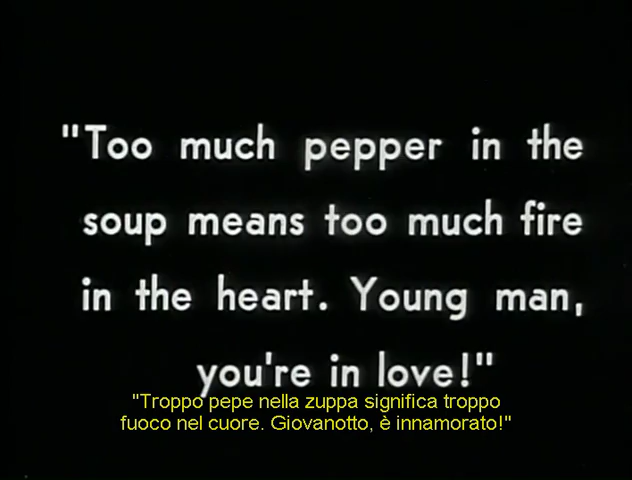 "Too much pepper in the
soup means too much fire
in the heart. Young man,
you're in love!"
"Troppo pepe nella zuppa significa troppo
fuoco nel cuore. Giovanotto, è innamorato!"